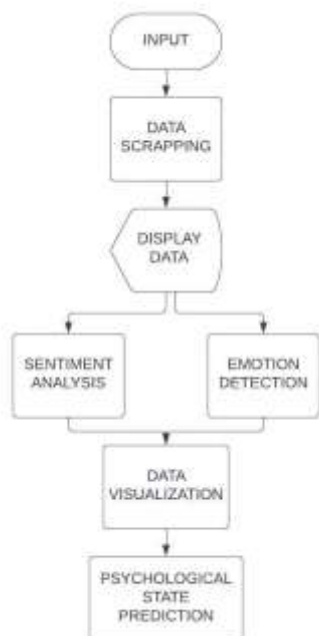 INPUT
DATA
SCRAPPING
DISPLAY
DATA
SENTIMENT
ANALYSIS
EMOTION
DETECTION
DATA
VISUALIZATION
PSYCHOLOGICAL
STATE
PREDICTION